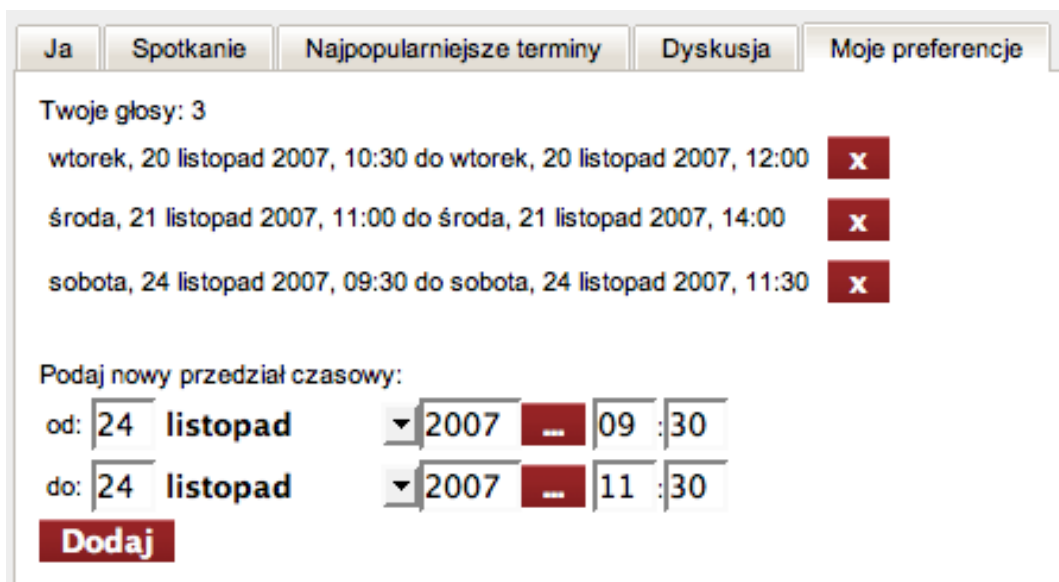 Ja Spotkanie Najpopularniejsze terminy Dyskusja Moje preferencje
Twoje głosy: 3
wtorek, 20 listopad 2007, 10:30 do wtorek, 20 listopad 2007, 12:00 x
środa, 21 listopad 2007, 11:00 do środa, 21 listopad 2007, 14:00 x
sobota, 24 listopad 2007, 09:30 do sobota, 24 listopad 2007, 11:30 x
Podaj nowy przedział czasowy:
od: 24 listopad 2007 ... 09 : 30
do: 24 listopad 2007 ... 11 : 30
Dodaj